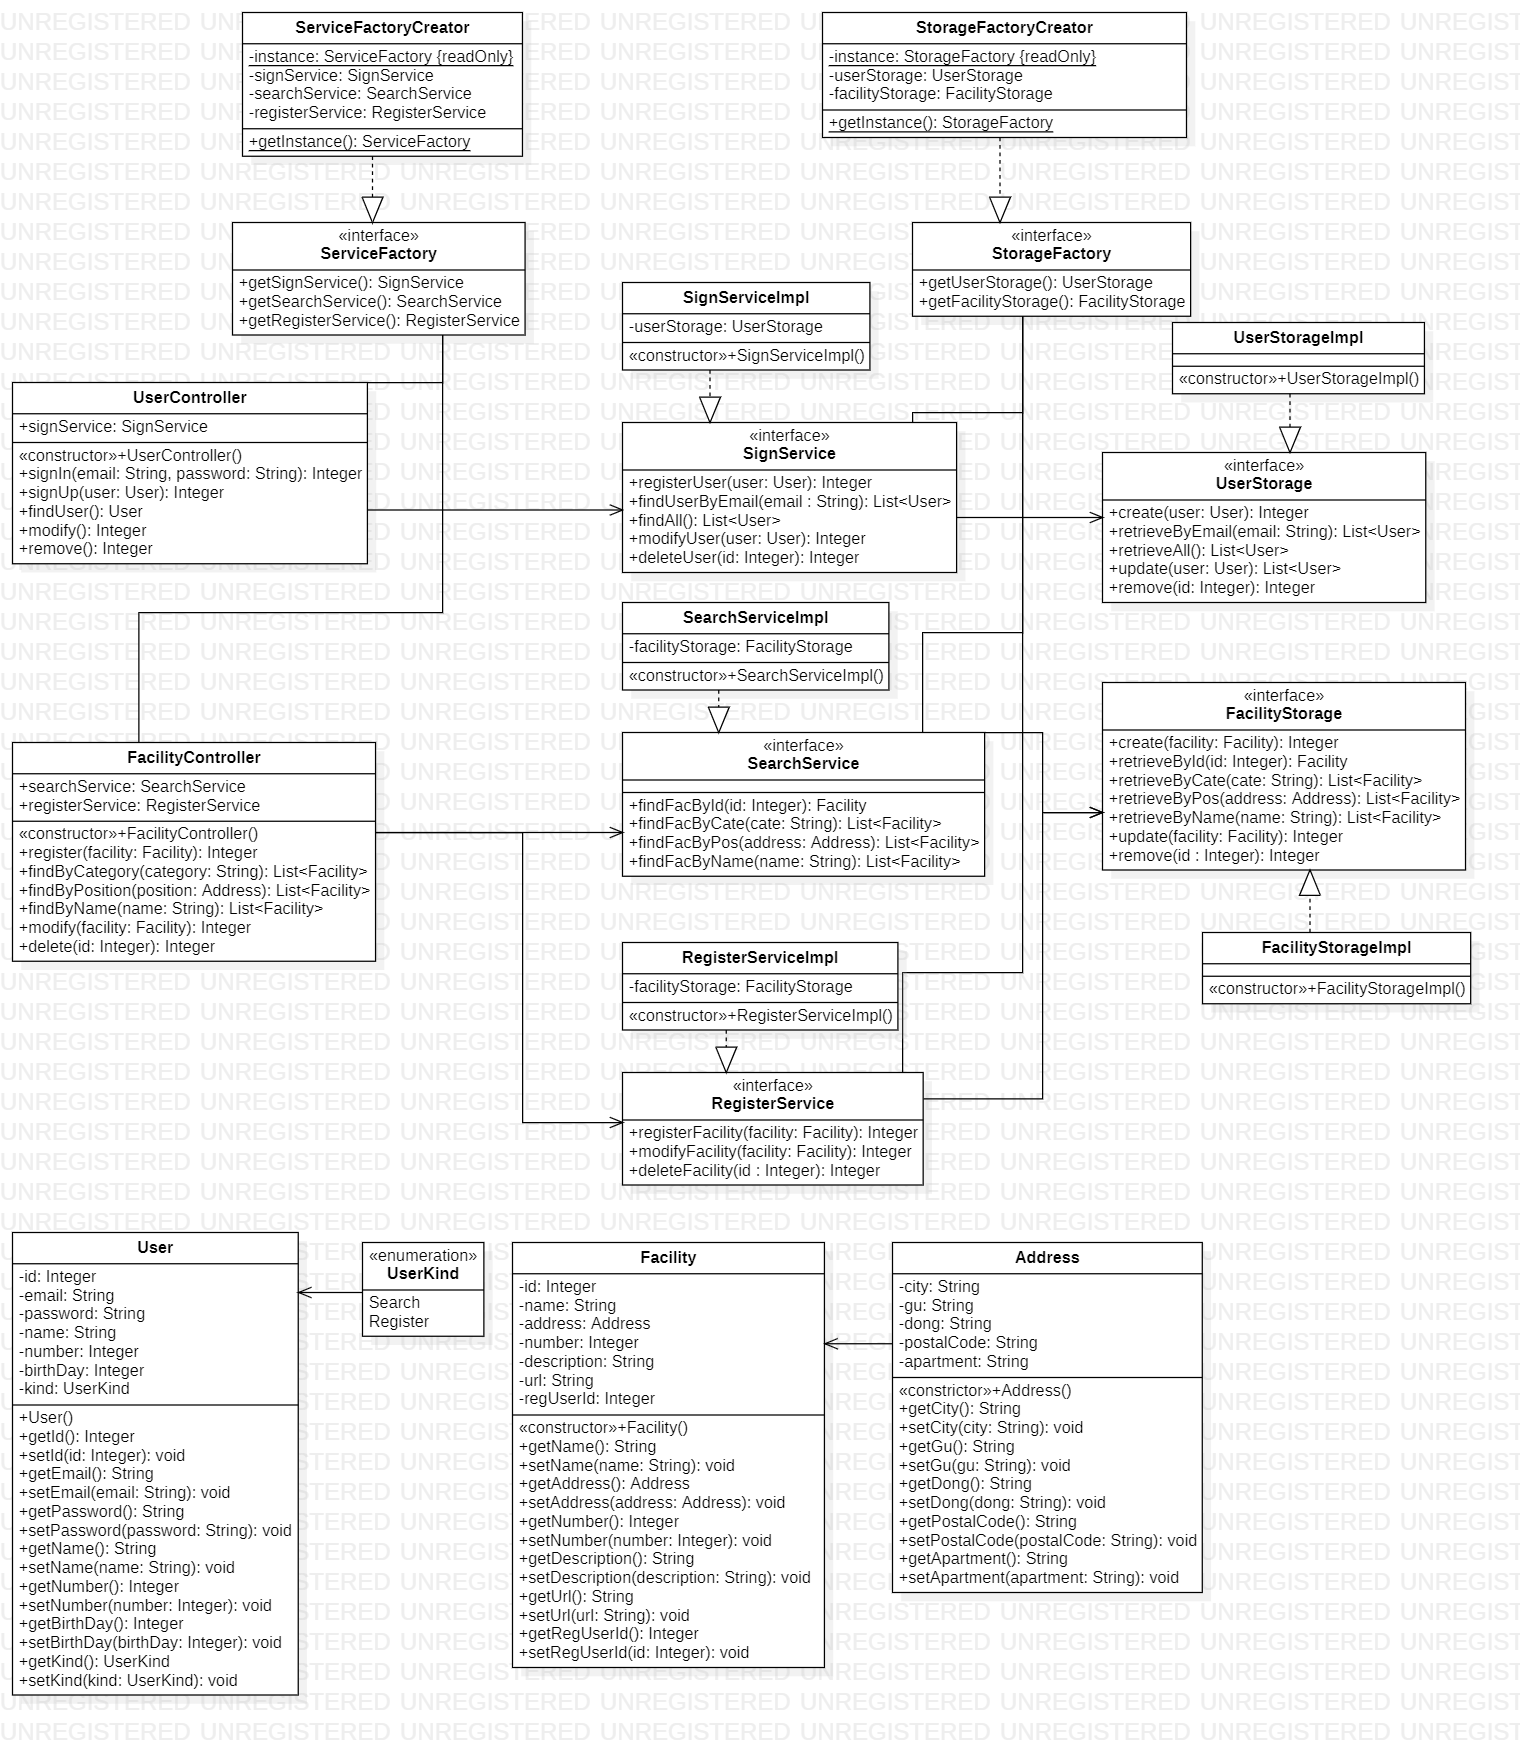 ServiceFactoryCreator
-instance: ServiceFactory {readOnly}
-signService: SignService
-searchService: SearchService
-registerService: RegisterService
+getInstance(): ServiceFactory
StorageFactoryCreator
-instance: StorageFactory {readOnly}
-userStorage: UserStorage
-facilityStorage: FacilityStorage
+getInstance(): StorageFactory
«interface»
ServiceFactory
+getSignService(): SignService
+getSearchService(): SearchService
+getRegisterService(): RegisterService
«interface»
StorageFactory
+getUserStorage(): UserStorage
+getFacilityStorage(): FacilityStorage
SignServiceImpl
-userStorage: UserStorage
«constructor»+SignServiceImpl()
UserStorageImpl
«constructor»+UserStorageImpl()
UserController
+signService: SignService
«constructor»+UserController()
+signIn(email: String, password: String): Integer
+signUp(user: User): Integer
+findUser(): User
+modify(): Integer
+remove(): Integer
«interface»
SignService
+registerUser(user: User): Integer
+findUserByEmail(email : String): List<User>
+findAll(): List<User>
+modifyUser(user: User): Integer
+deleteUser(id: Integer): Integer
«interface»
UserStorage
+create(user: User): Integer
+retrieveByEmail(email: String): List<User>
+retrieveAll(): List<User>
+update(user: User): List<User>
+remove(id: Integer): Integer
SearchServiceImpl
-facilityStorage: FacilityStorage
«constructor»+SearchServiceImpl()
«interface»
FacilityStorage
+create(facility: Facility): Integer
+retrieveById(id: Integer): Facility
+retrieveByCate(cate: String): List<Facility>
+retrieveByPos(address: Address): List<Facility>
+retrieveByName(name: String): List<Facility>
+update(facility: Facility): Integer
+remove(id : Integer): Integer
FacilityController
+searchService: SearchService
+registerService: RegisterService
«constructor»+FacilityController()
+register(facility: Facility): Integer
+findByCategory(category: String): List<Facility>
+findByPosition(position: Address): List<Facility>
+findByName(name: String): List<Facility>
+modify(facility: Facility): Integer
+delete(id: Integer): Integer
«interface»
SearchService
+findFacById(id: Integer): Facility
+findFacByCate(cate: String): List<Facility>
+findFacByPos(address: Address): List<Facility>
+findFacByName(name: String): List<Facility>
FacilityStorageImpl
«constructor»+FacilityStorageImpl()
RegisterServiceImpl
-facilityStorage: FacilityStorage
«constructor»+RegisterServiceImpl()
«interface»
RegisterService
+registerFacility(facility: Facility): Integer
+modifyFacility(facility: Facility): Integer
+deleteFacility(id : Integer): Integer
User
-id: Integer
-email: String
-password: String
-name: String
-number: Integer
-birthDay: Integer
-kind: UserKind
+User()
+getId(): Integer
+setId(id: Integer): void
+getEmail(): String
+setEmail(email: String): void
+getPassword(): String
+setPassword(password: String): void
+getName(): String
+setName(name: String): void
+getNumber(): Integer
+setNumber(number: Integer): void
+getBirthDay(): Integer
+setBirthDay(birthDay: Integer): void
+getKind(): UserKind
+setKind(kind: UserKind): void
«enumeration»
UserKind
Search
Register
Facility
-id: Integer
-name: String
-address: Address
-number: Integer
-description: String
-url: String
-regUserId: Integer
«constructor»+Facility()
+getName(): String
+setName(name: String): void
+getAddress(): Address
+setAddress(address: Address): void
+getNumber(): Integer
+setNumber(number: Integer): void
+getDescription(): String
+setDescription(description: String): void
+getUrl(): String
+setUrl(url: String): void
+getRegUserId(): Integer
+setRegUserId(id: Integer): void
Address
-city: String
-gu: String
-dong: String
-postalCode: String
-apartment: String
«constrictor»+Address()
+getCity(): String
+setCity(city: String): void
+getGu(): String
+setGu(gu: String): void
+getDong(): String
+setDong(dong: String): void
+getPostalCode(): String
+setPostalCode(postalCode: String): void
+getApartment(): String
+setApartment(apartment: String): void
UNREGISTERED